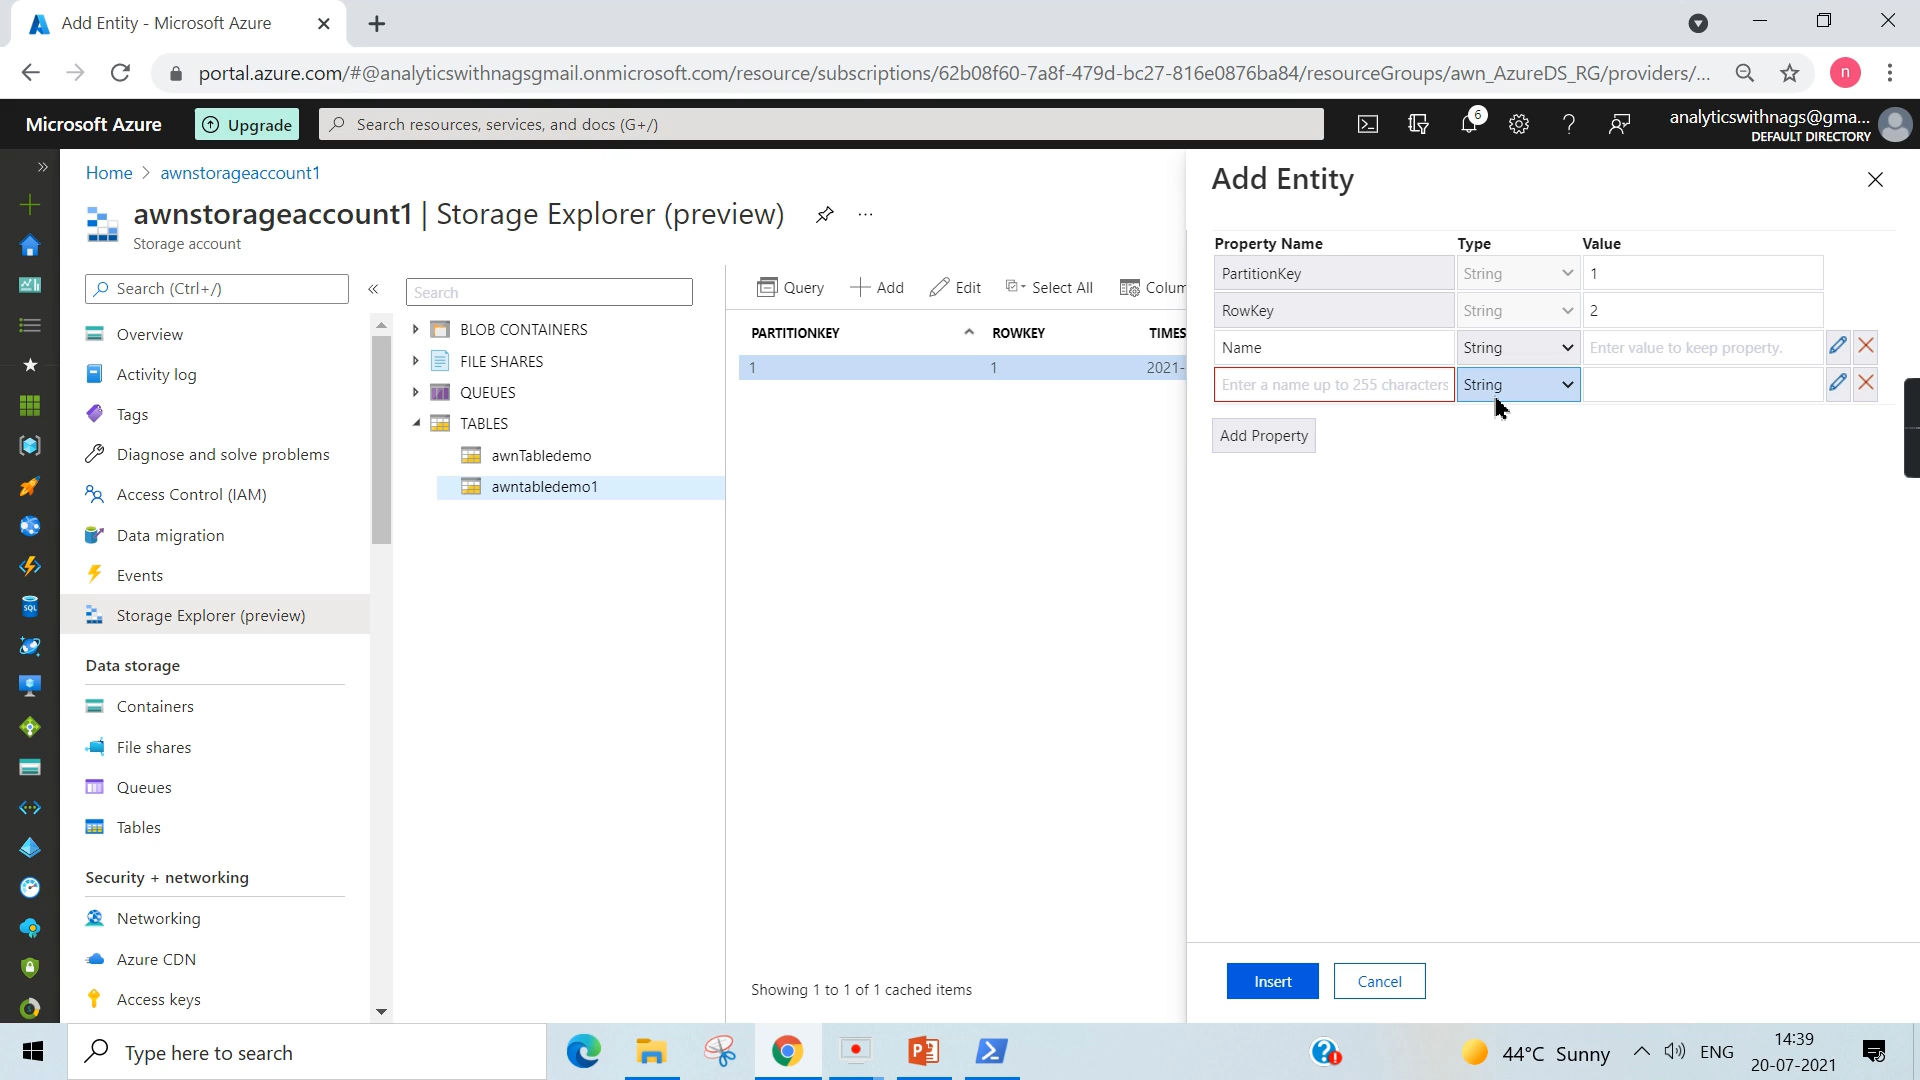 Add Entity - Microsoft Azure
portal.azure.com/#@analyticswithnagsgmail.onmicrosoft.com/resource/subscriptions/62b08f60-7a8f-479d-bc27-816e0876ba84/resourceGroups/awn_AzureDS_RG/providers/...
n
Microsoft Azure
Upgrade
Search resources, services, and docs (G+/)
6
analyticswithnags@gma...
DEFAULT DIRECTORY
Home > awnstorageaccount1
awnstorageaccount1 | Storage Explorer (preview)
Storage account
Search (Ctrl+/)
Overview
Activity log
Tags
Diagnose and solve problems
Access Control (IAM)
Data migration
Events
Storage Explorer (preview)
Data storage
Containers
File shares
Queues
Tables
Security + networking
Networking
Azure CDN
Access keys
Search
BLOB CONTAINERS
FILE SHARES
QUEUES
TABLES
awnTabledemo
awntabledemo1
Query Add Edit Select All Colum
PARTITIONKEY ROWKEY TIMES
1 1 2021-
Showing 1 to 1 of 1 cached items
Add Entity
Property Name Type Value
PartitionKey String 1
RowKey String 2
Name String Enter value to keep property.
Enter a name up to 255 characters String
Add Property
Insert Cancel
SQL
Type here to search
44°C Sunny
ENG
14:39
20-07-2021